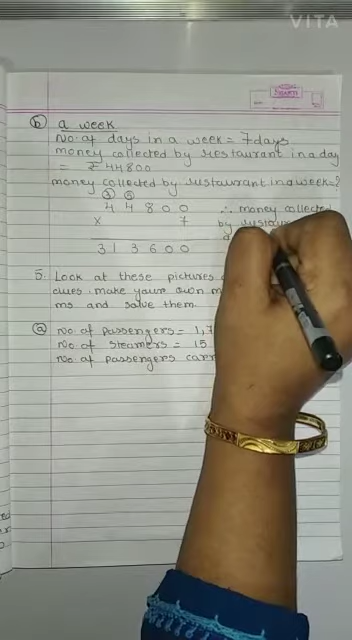 VITA
b a week
No. of days in a week = 7 days
money collected by restaurant in a day
= ₹ 44800
money collected by restaurant in a week = ?
3 5
4 4 8 0 0
× 7
3 1 3 6 0 0
∴ money collected
by
5. Look at these pictures
clues, make your own
ms and solve them.
a No. of passengers = 1,7
No. of steamers = 15
No. of passengers